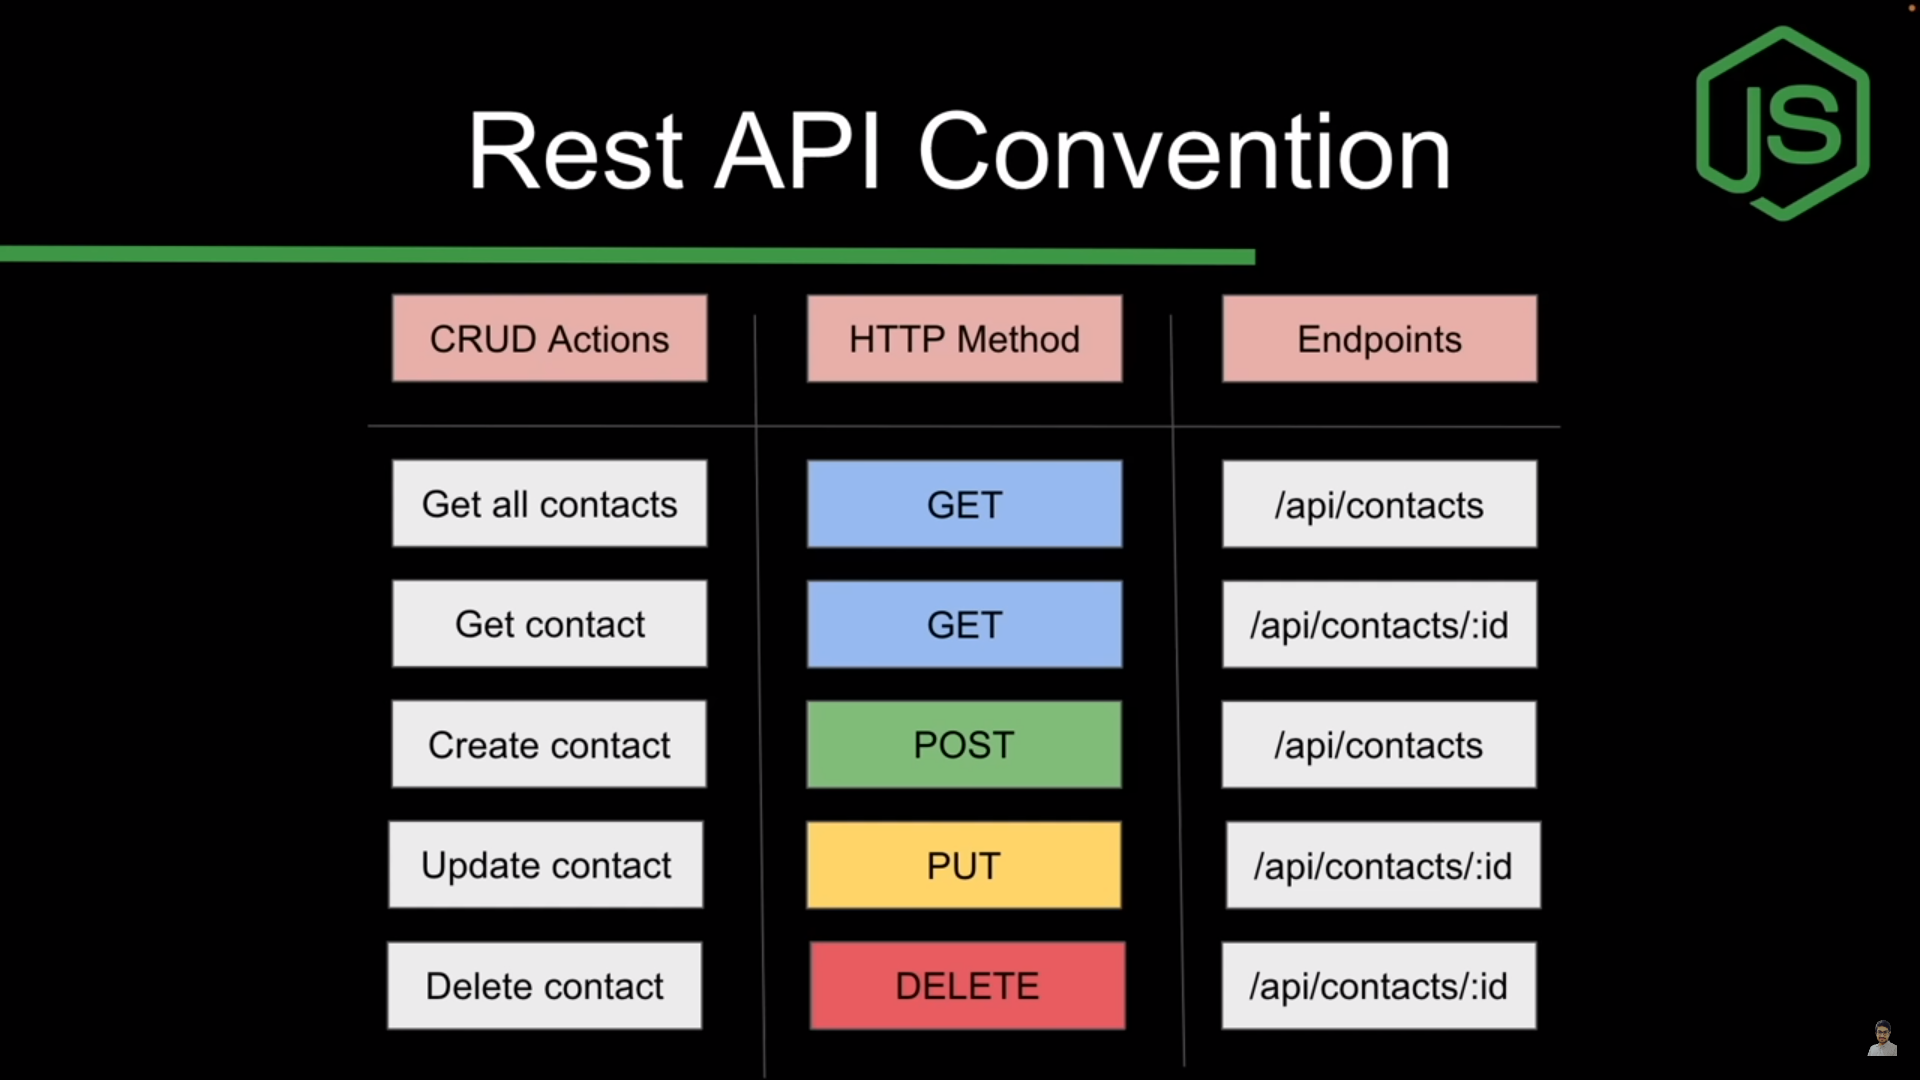 JS
Rest API Convention
CRUD Actions HTTP Method Endpoints
Get all contacts GET /api/contacts
Get contact GET /api/contacts/:id
Create contact POST /api/contacts
Update contact PUT /api/contacts/:id
Delete contact DELETE /api/contacts/:id